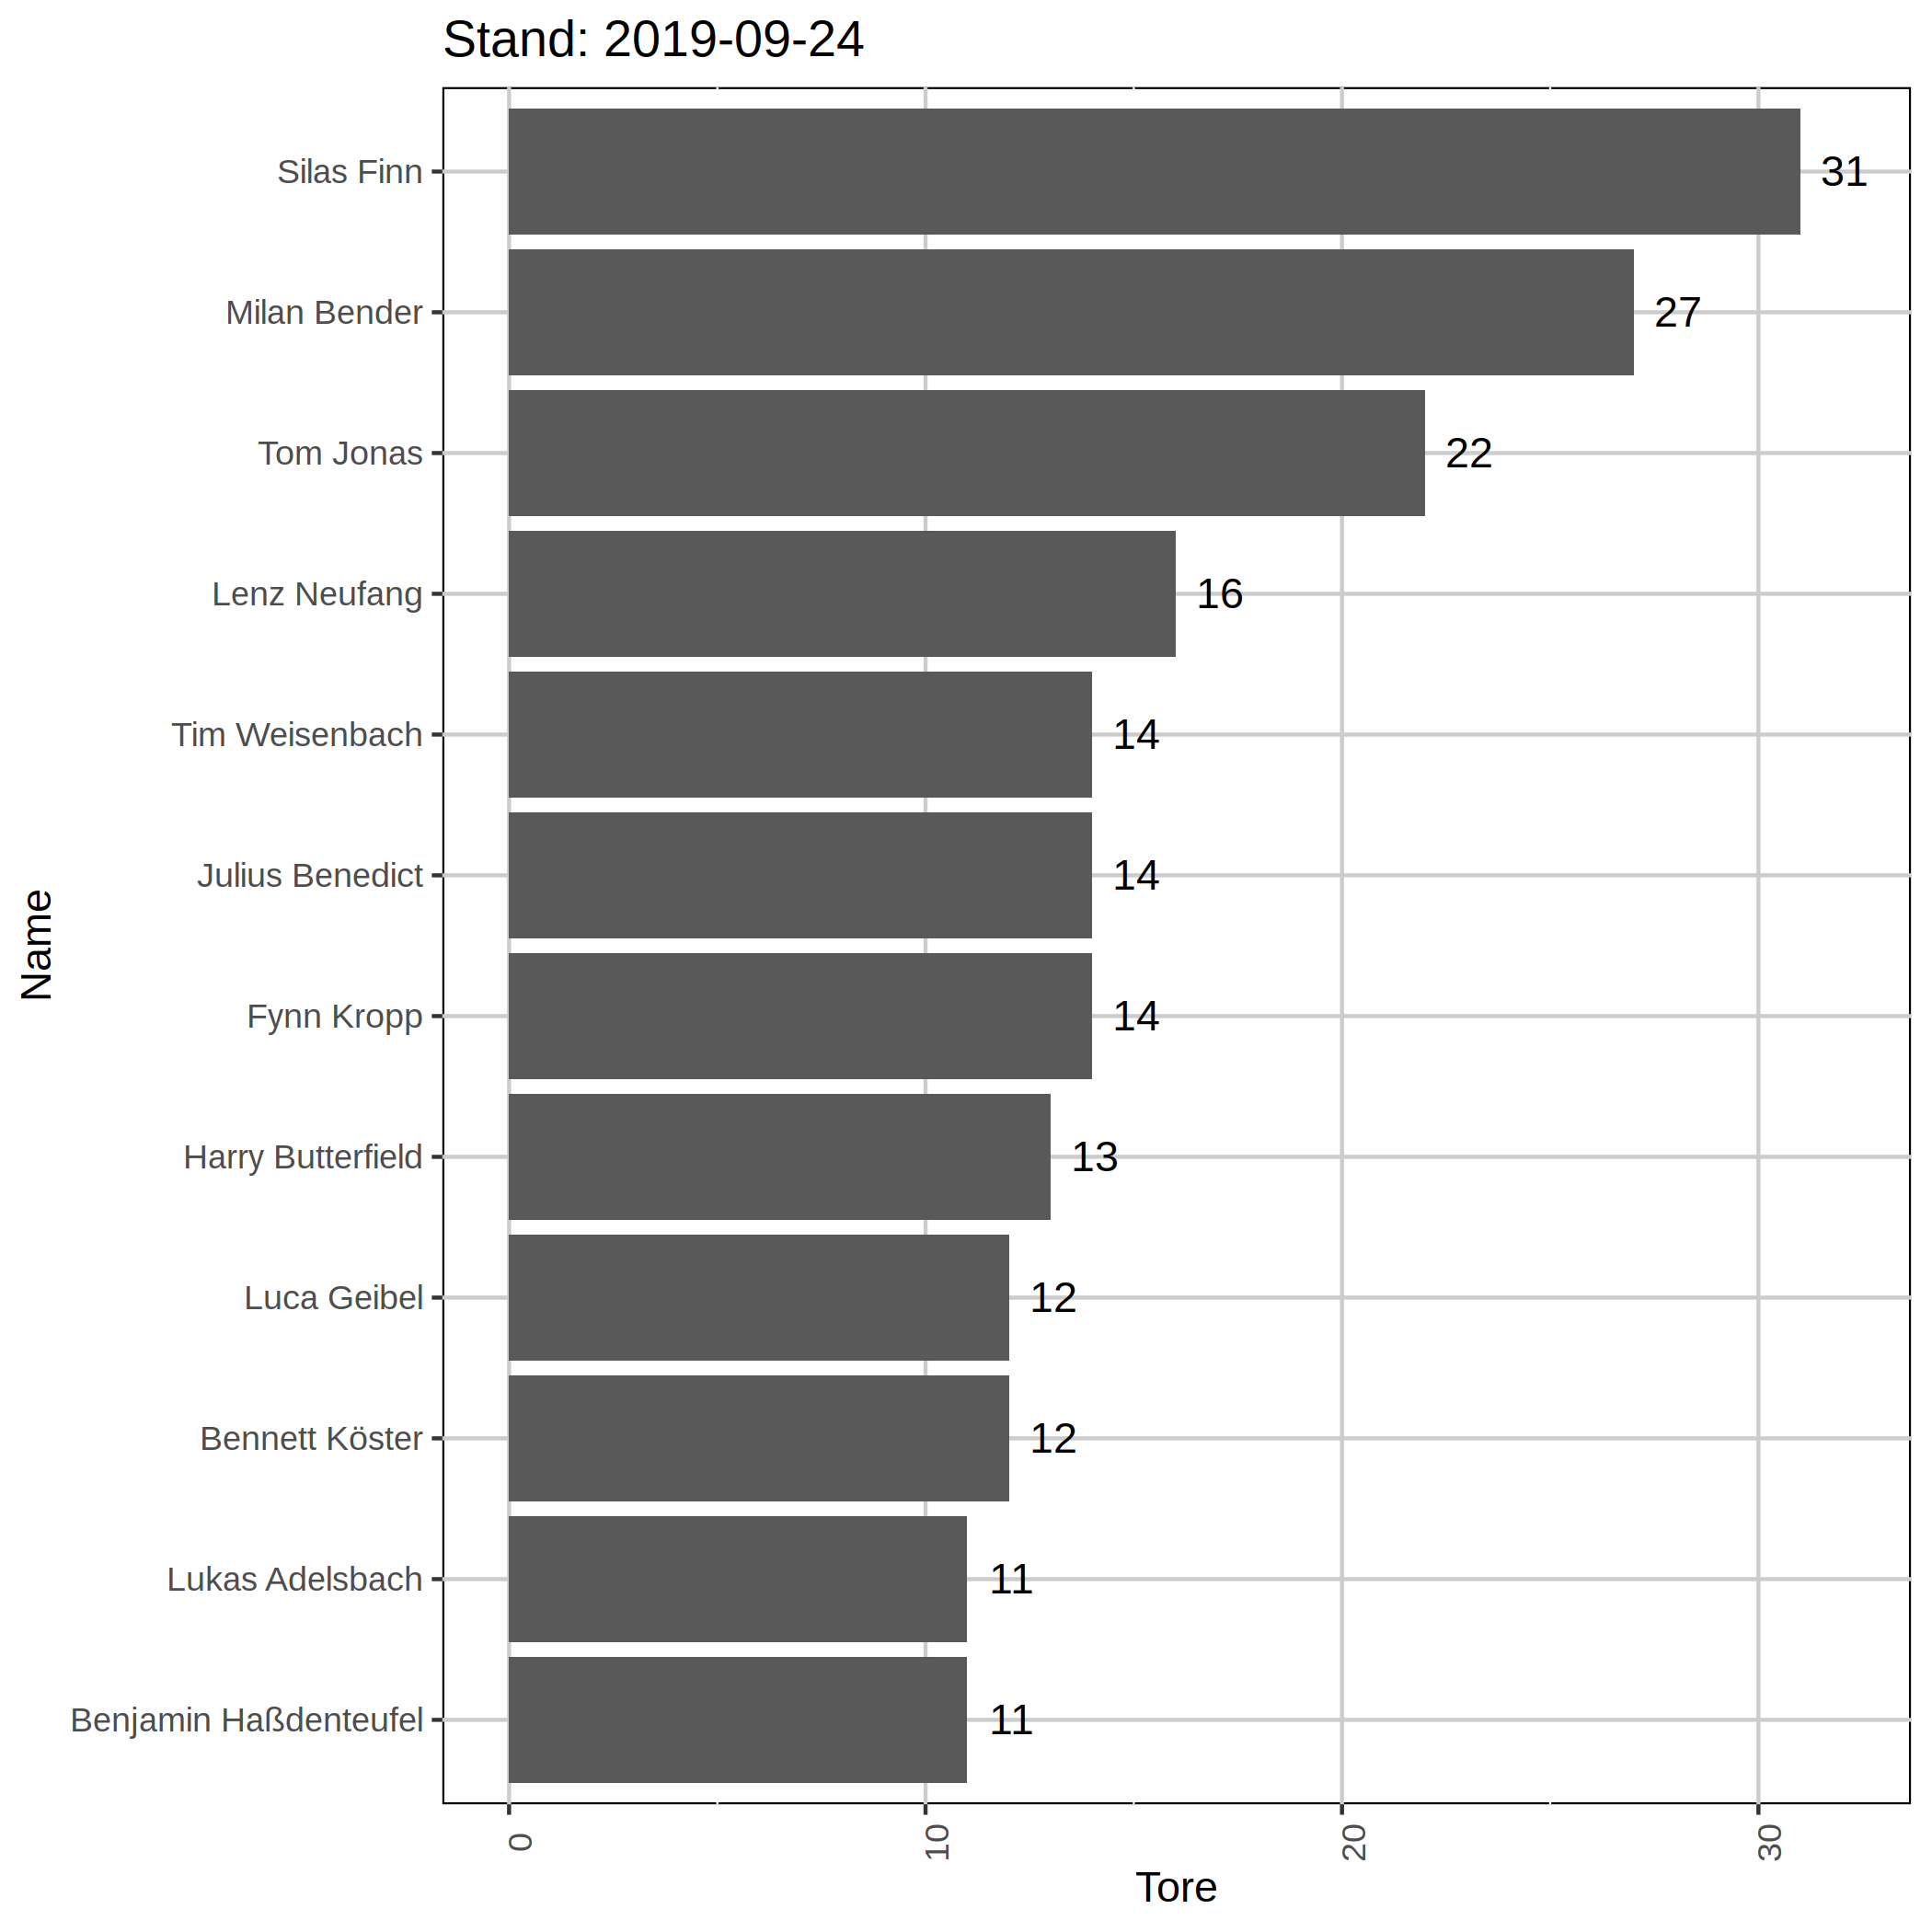 Stand: 2019-09-24
Silas Finn 31
Milan Bender 27
Tom Jonas 22
Lenz Neufang 16
Tim Weisenbach 14
Julius Benedict 14
Fynn Kropp 14
Harry Butterfield 13
Luca Geibel 12
Bennett Köster 12
Lukas Adelsbach 11
Benjamin Haßdenteufel 11
Name
0 10 20 30
Tore